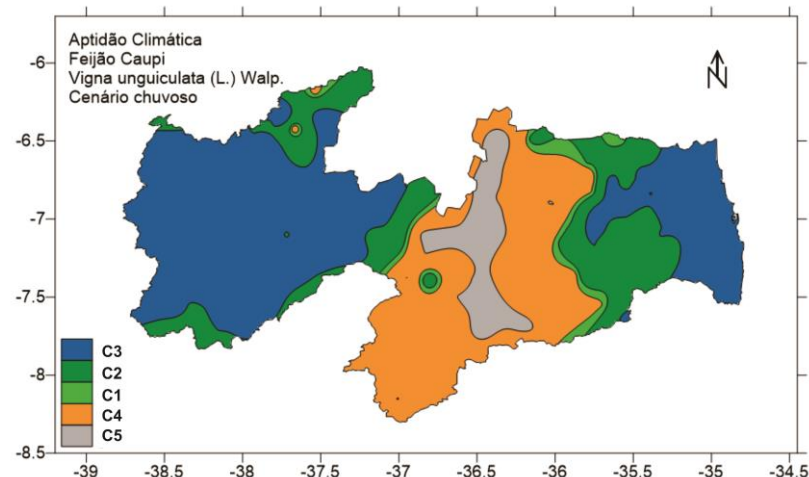 Aptidão Climática
Feijão Caupi
Vigna unguiculata (L.) Walp.
Cenário chuvoso
N
-6
-6.5
-7
-7.5
-8
-8.5
C3
C2
C1
C4
C5
-39 -38.5 -38 -37.5 -37 -36.5 -36 -35.5 -35 -34.5